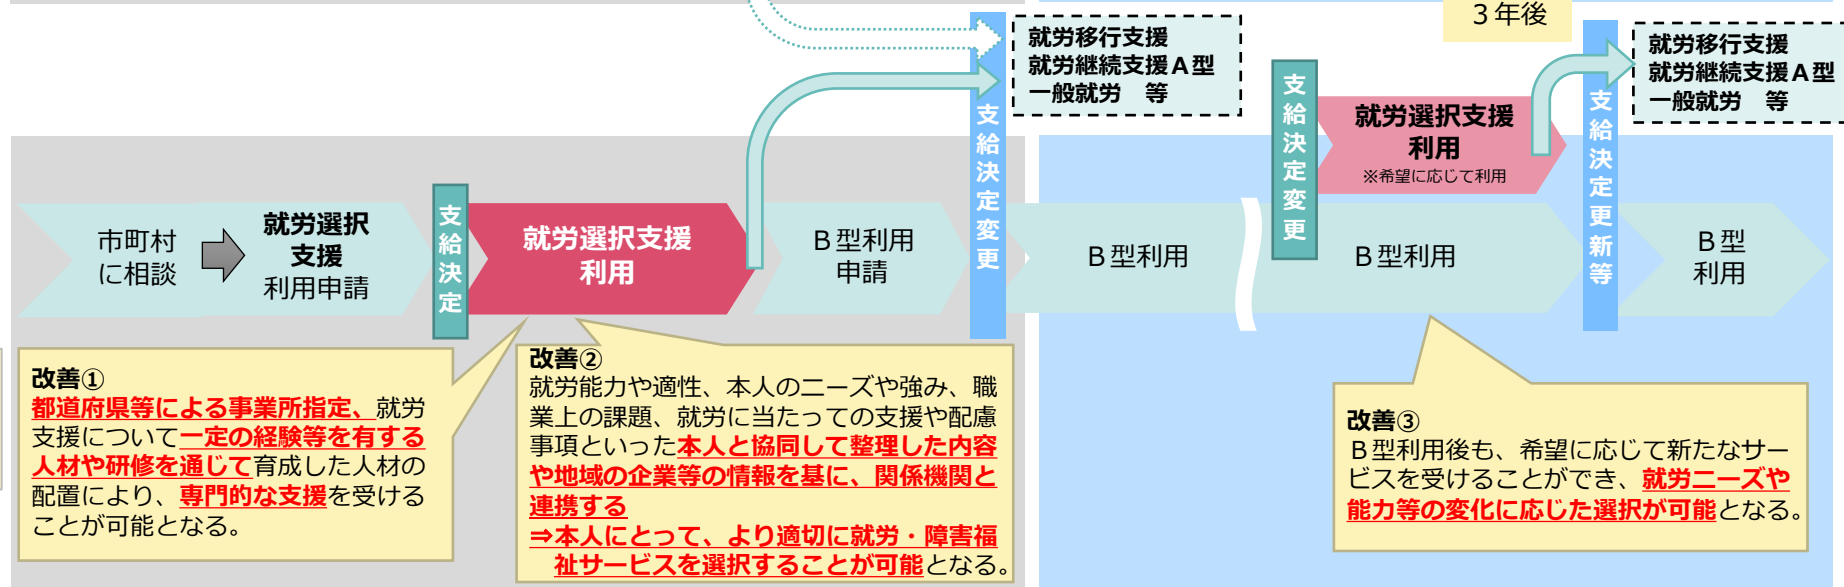 ３年後
就労移行支援
就労継続支援Ａ型
一般就労　等
就労移行支援
就労継続支援Ａ型
一般就労　等
支給決定変更
支給決定変更
就労選択支援
利用
※希望に応じて利用
支給決定更新等
市町村
に相談
就労選択
支援
利用申請
支給決定
就労選択支援
利用
Ｂ型利用
申請
Ｂ型利用
Ｂ型利用
Ｂ型
利用
改善①
都道府県等による事業所指定、就労
支援について一定の経験等を有する
人材や研修を通じて育成した人材の
配置により、専門的な支援を受ける
ことが可能となる。
改善②
就労能力や適性、本人のニーズや強み、職
業上の課題、就労に当たっての支援や配慮
事項といった本人と協同して整理した内容
や地域の企業等の情報を基に、関係機関と
連携する
⇒本人にとって、より適切に就労・障害福
祉サービスを選択することが可能となる。
改善③
Ｂ型利用後も、希望に応じて新たなサー
ビスを受けることができ、就労ニーズや
能力等の変化に応じた選択が可能となる。